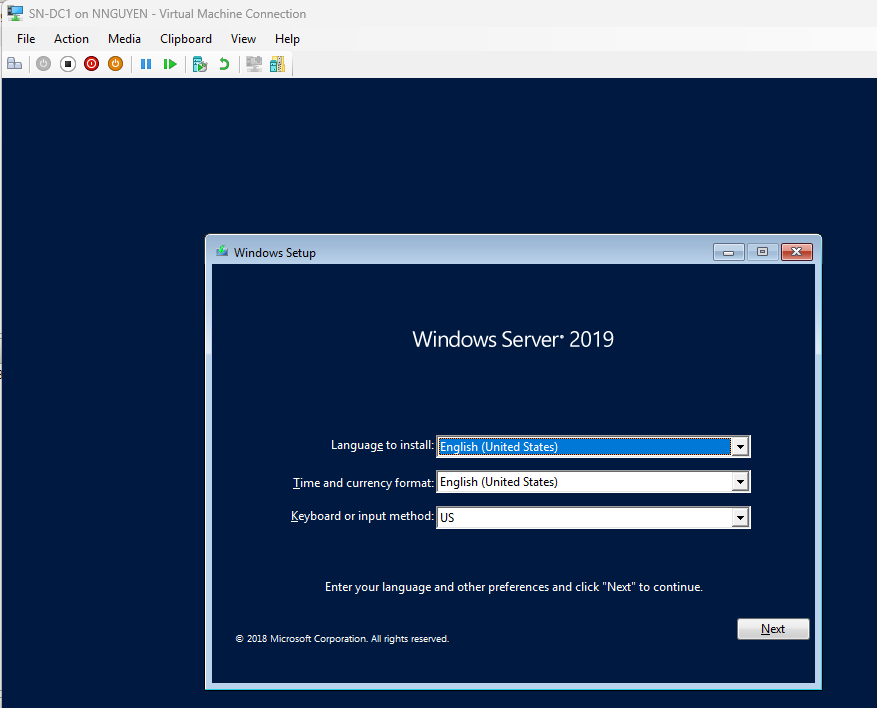 SN-DC1 on NNGUYEN - Virtual Machine Connection
File Action Media Clipboard View Help
Windows Setup
Windows Server® 2019
Language to install: English (United States)
Time and currency format: English (United States)
Keyboard or input method: US
Enter your language and other preferences and click "Next" to continue.
Next
© 2018 Microsoft Corporation. All rights reserved.